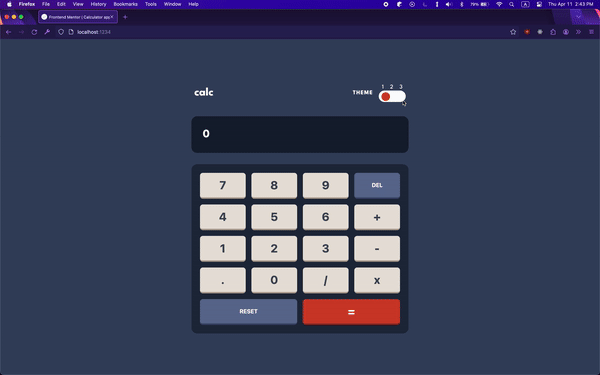 Firefox File Edit View History Bookmarks Tools Window Help
79%
A
Thu Apr 11 2:43 PM
Frontend Mentor | Calculator app
localhost:1234
calc
THEME
1 2 3
0
7 8 9 DEL
4 5 6 +
1 2 3 -
. 0 / x
RESET =